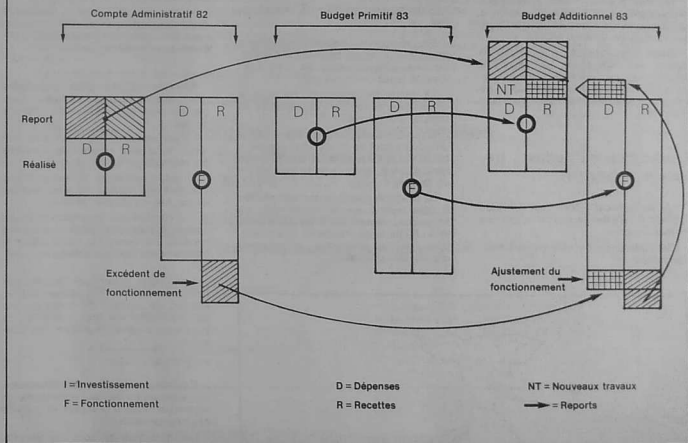 Compte Administratif 82
Budget Primitif 83
Budget Additionnel 83
NT
D R
D R
D R
D R
D R
D R
Report
Réalisé
I
F
I
F
I
F
Excédent de
fonctionnement
Ajustement du
fonctionnement
I = Investissement
F = Fonctionnement
D = Dépenses
R = Recettes
NT = Nouveaux travaux
= Reports